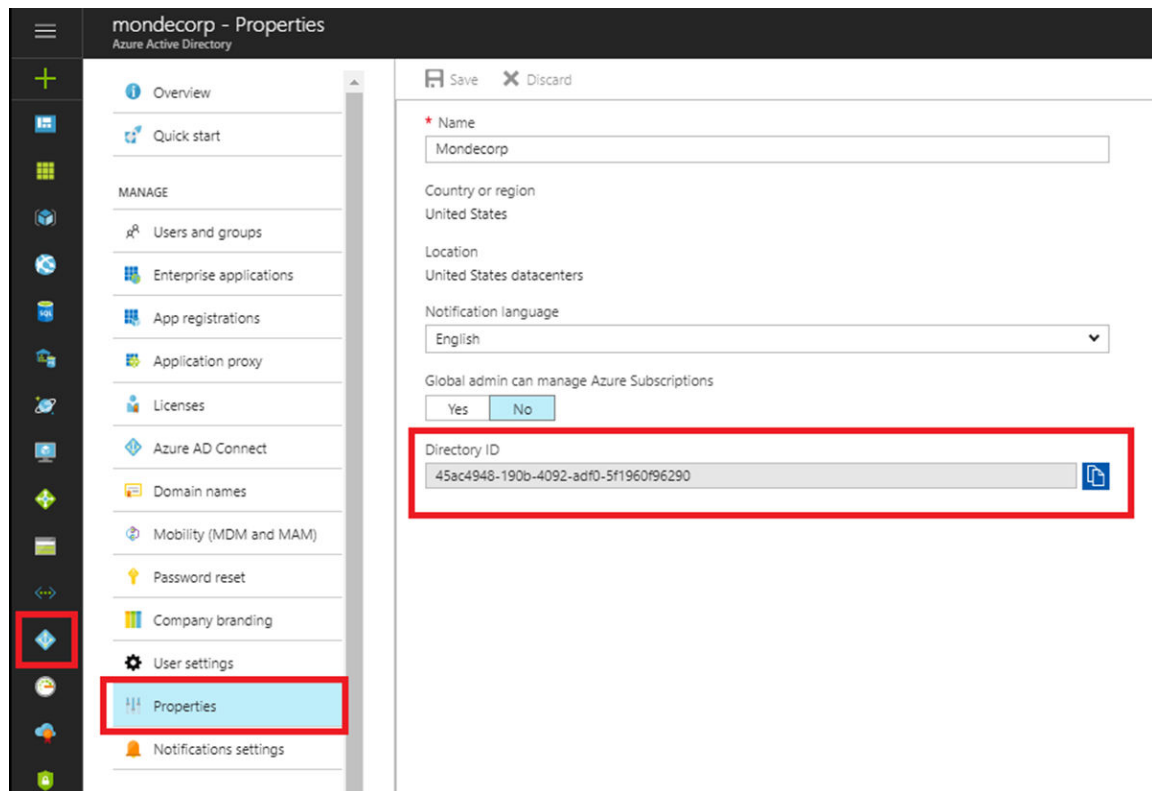 mondecorp - Properties
Azure Active Directory
Overview
Quick start
MANAGE
Users and groups
Enterprise applications
App registrations
Application proxy
Licenses
Azure AD Connect
Domain names
Mobility (MDM and MAM)
Password reset
Company branding
User settings
Properties
Notifications settings
Save Discard
* Name
Mondecorp
Country or region
United States
Location
United States datacenters
Notification language
English
Global admin can manage Azure Subscriptions
Yes No
Directory ID
45ac4948-190b-4092-adf0-5f1960f96290
SQL